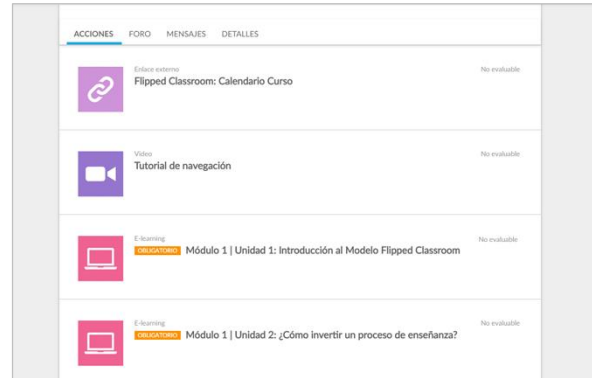 ACCIONES FORO MENSAJES DETALLES
Enlace externo No evaluable
Flipped Classroom: Calendario Curso
Video No evaluable
Tutorial de navegación
E-learning No evaluable
OBLIGATORIO Módulo 1 | Unidad 1: Introducción al Modelo Flipped Classroom
E-learning No evaluable
OBLIGATORIO Módulo 1 | Unidad 2: ¿Cómo invertir un proceso de enseñanza?